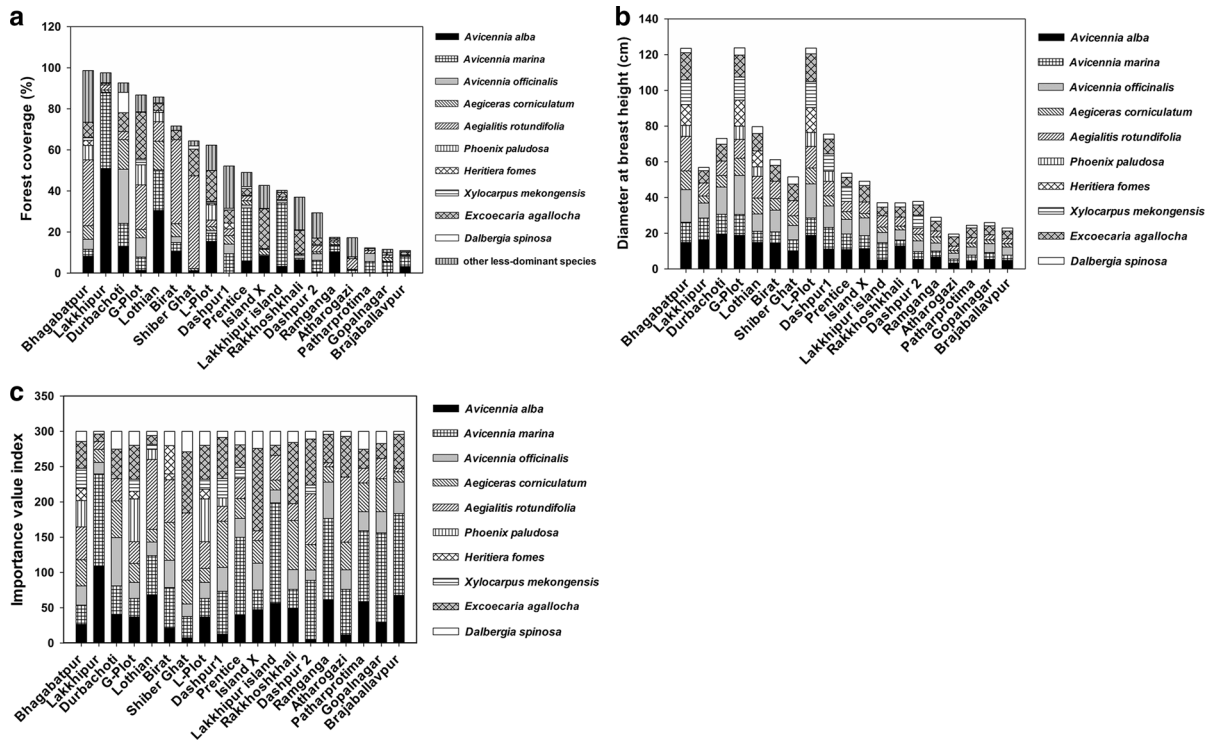 a
Forest coverage (%)
120
100
80
60
40
20
0
Bhagabatpur
Lakkhipur
Durbachoti
G-Plot
Lothian
Birat
Shiber Ghat
L-Plot
Dashpur1
Prentice
Island X
Lakkhipur island
Rakkhoshkhali
Dashpur 2
Ramganga
Atharogazi
Patharprotima
Gopalnagar
Brajaballavpur
Avicennia alba
Avicennia marina
Avicennia officinalis
Aegiceras corniculatum
Aegialitis rotundifolia
Phoenix paludosa
Heritiera fomes
Xylocarpus mekongensis
Excoecaria agallocha
Dalbergia spinosa
other less-dominant species
b
Diameter at breast height (cm)
140
120
100
80
60
40
20
0
Bhagabatpur
Lakkhipur
Durbachoti
G-Plot
Lothian
Birat
Shiber Ghat
L-Plot
Dashpur1
Prentice
Island X
Lakkhipur island
Rakkhoshkhali
Dashpur 2
Ramganga
Atharogazi
Patharprotima
Gopalnagar
Brajaballavpur
Avicennia alba
Avicennia marina
Avicennia officinalis
Aegiceras corniculatum
Aegialitis rotundifolia
Phoenix paludosa
Heritiera fomes
Xylocarpus mekongensis
Excoecaria agallocha
Dalbergia spinosa
c
Importance value index
350
300
250
200
150
100
50
0
Bhagabatpur
Lakkhipur
Durbachoti
G-Plot
Lothian
Birat
Shiber Ghat
L-Plot
Dashpur1
Prentice
Island X
Lakkhipur island
Rakkhoshkhali
Dashpur 2
Ramganga
Atharogazi
Patharprotima
Gopalnagar
Brajaballavpur
Avicennia alba
Avicennia marina
Avicennia officinalis
Aegiceras corniculatum
Aegialitis rotundifolia
Phoenix paludosa
Heritiera fomes
Xylocarpus mekongensis
Excoecaria agallocha
Dalbergia spinosa